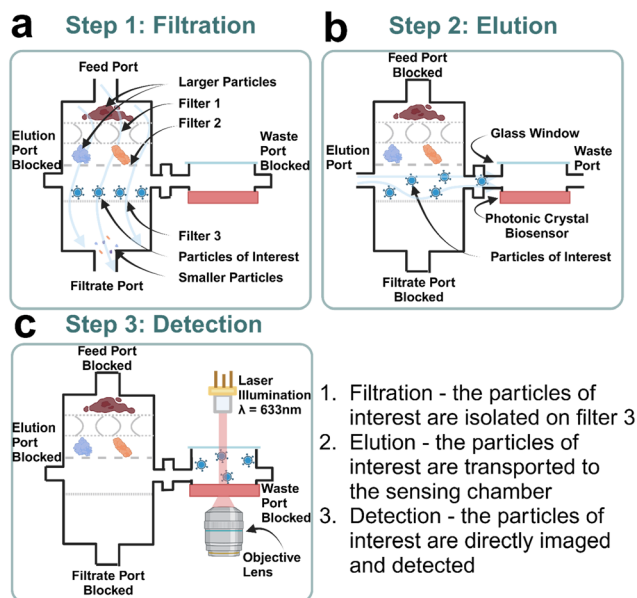 a
Step 1: Filtration
Feed Port
Larger Particles
Filter 1
Filter 2
Elution
Port
Blocked
Waste
Port
Blocked
Filter 3
Particles of Interest
Smaller Particles
Filtrate Port
b
Step 2: Elution
Feed Port
Blocked
Glass Window
Elution
Port
Waste
Port
Photonic Crystal
Biosensor
Particles of Interest
Filtrate Port
Blocked
c
Step 3: Detection
Feed Port
Blocked
Laser
Illumination
λ = 633nm
Elution
Port
Blocked
Waste
Port
Blocked
Objective
Lens
Filtrate Port
Blocked
1. Filtration - the particles of
interest are isolated on filter 3
2. Elution - the particles of
interest are transported to
the sensing chamber
3. Detection - the particles of
interest are directly imaged
and detected